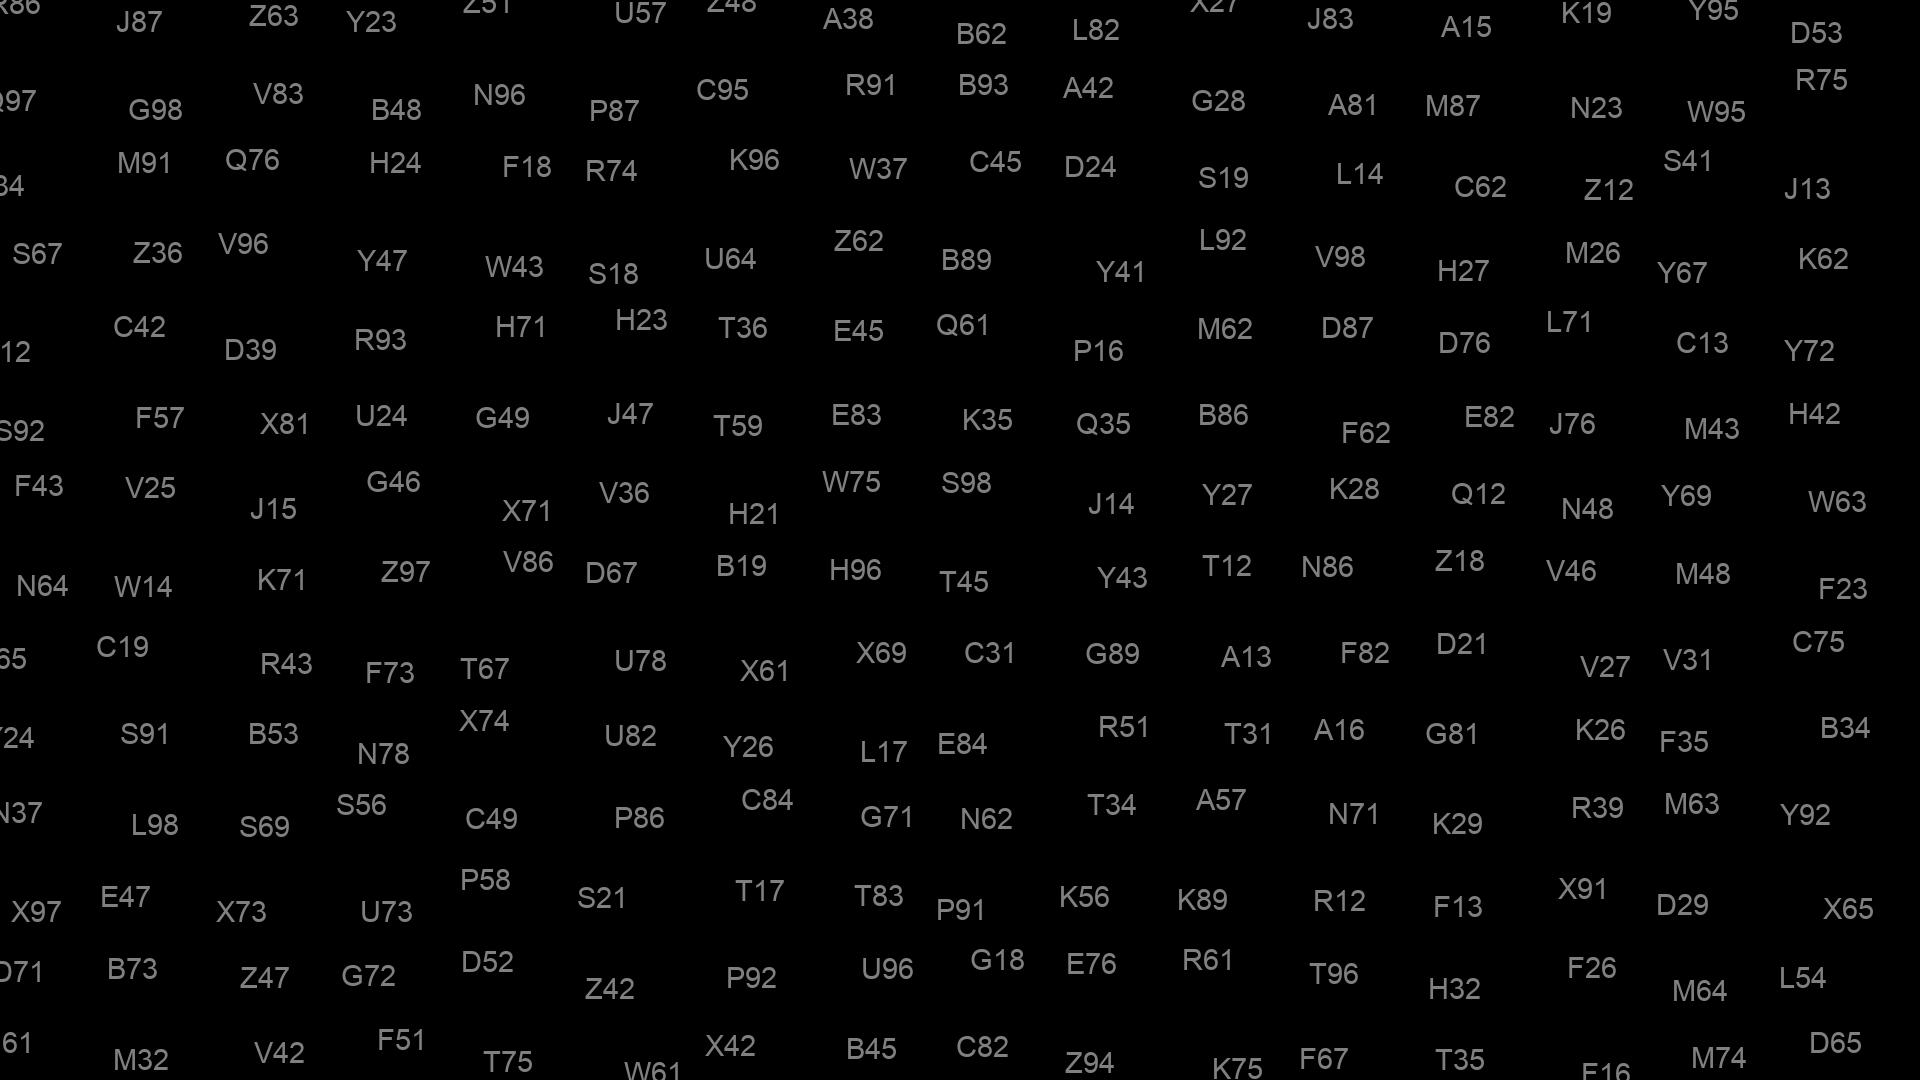 J87 Z63 Y23 Z51 U57 Z48 A38 B62 L82 X27 J83 A15 K19 Y95 D53
G98 V83 B48 N96 P87 C95 R91 B93 A42 G28 A81 M87 N23 W95 R75
M91 Q76 H24 F18 R74 K96 W37 C45 D24 S19 L14 C62 Z12 S41 J13
S67 Z36 V96 Y47 W43 S18 U64 Z62 B89 Y41 L92 V98 H27 M26 Y67 K62
C42 D39 R93 H71 H23 T36 E45 Q61 P16 M62 D87 D76 L71 C13 Y72
S92 F57 X81 U24 G49 J47 T59 E83 K35 Q35 B86 F62 E82 J76 M43 H42
F43 V25 J15 G46 X71 V36 H21 W75 S98 J14 Y27 K28 Q12 N48 Y69 W63
N64 W14 K71 Z97 V86 D67 B19 H96 T45 Y43 T12 N86 Z18 V46 M48 F23
C19 R43 F73 T67 U78 X61 X69 C31 G89 A13 F82 D21 V27 V31 C75
S91 B53 N78 X74 U82 Y26 L17 E84 R51 T31 A16 G81 K26 F35 B34
N37 L98 S69 S56 C49 P86 C84 G71 N62 T34 A57 N71 K29 R39 M63 Y92
X97 E47 X73 U73 P58 S21 T17 T83 P91 K56 K89 R12 F13 X91 D29 X65
D71 B73 Z47 G72 D52 Z42 P92 U96 G18 E76 R61 T96 H32 F26 M64 L54
M32 V42 F51 T75 W61 X42 B45 C82 Z94 K75 F67 T35 M74 D65